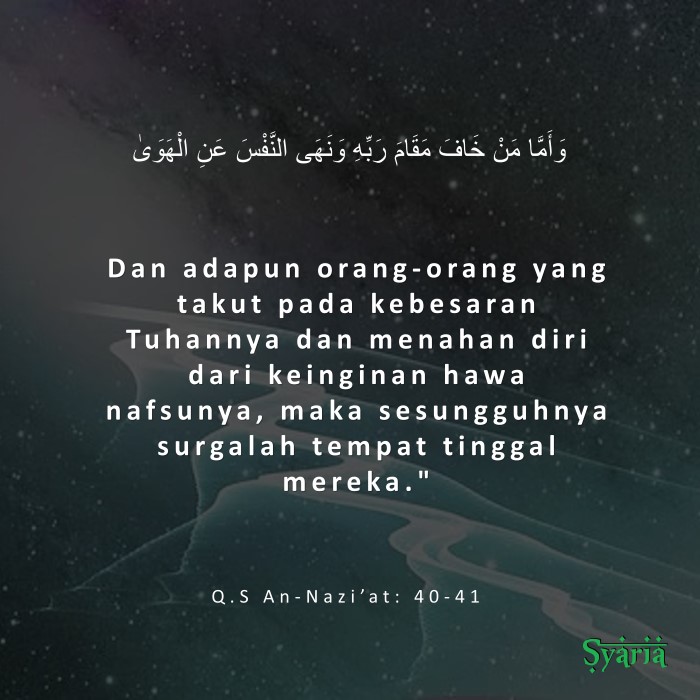 وَأَمَّا مَنْ خَافَ مَقَامَ رَبِّهِ وَنَهَى النَّفْسَ عَنِ الْهَوَىٰ
Dan adapun orang-orang yang
takut pada kebesaran
Tuhannya dan menahan diri
dari keinginan hawa
nafsunya, maka sesungguhnya
surgalah tempat tinggal
mereka."
Q.S An-Nazi’at: 40-41
Syaria